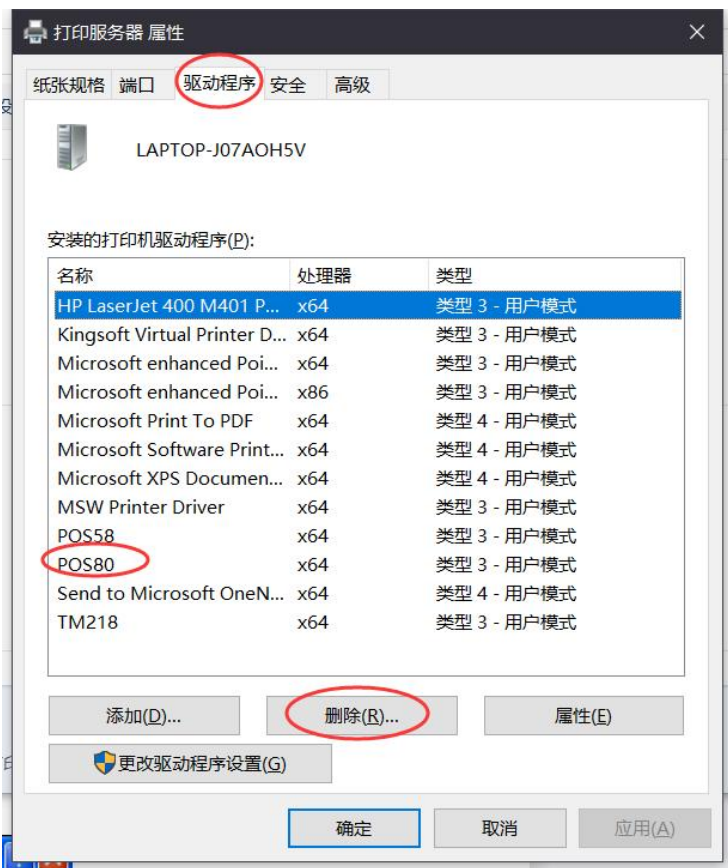 打印服务器 属性
纸张规格 端口 驱动程序 安全 高级
LAPTOP-J07AOH5V
安装的打印机驱动程序(P):
名称 处理器 类型
HP LaserJet 400 M401 P... x64 类型 3 - 用户模式
Kingsoft Virtual Printer D... x64 类型 3 - 用户模式
Microsoft enhanced Poi... x64 类型 3 - 用户模式
Microsoft enhanced Poi... x86 类型 3 - 用户模式
Microsoft Print To PDF x64 类型 4 - 用户模式
Microsoft Software Print... x64 类型 4 - 用户模式
Microsoft XPS Documen... x64 类型 4 - 用户模式
MSW Printer Driver x64 类型 3 - 用户模式
POS58 x64 类型 3 - 用户模式
POS80 x64 类型 3 - 用户模式
Send to Microsoft OneN... x64 类型 4 - 用户模式
TM218 x64 类型 3 - 用户模式
添加(D)... 删除(R)... 属性(E)
更改驱动程序设置(G)
确定 取消 应用(A)